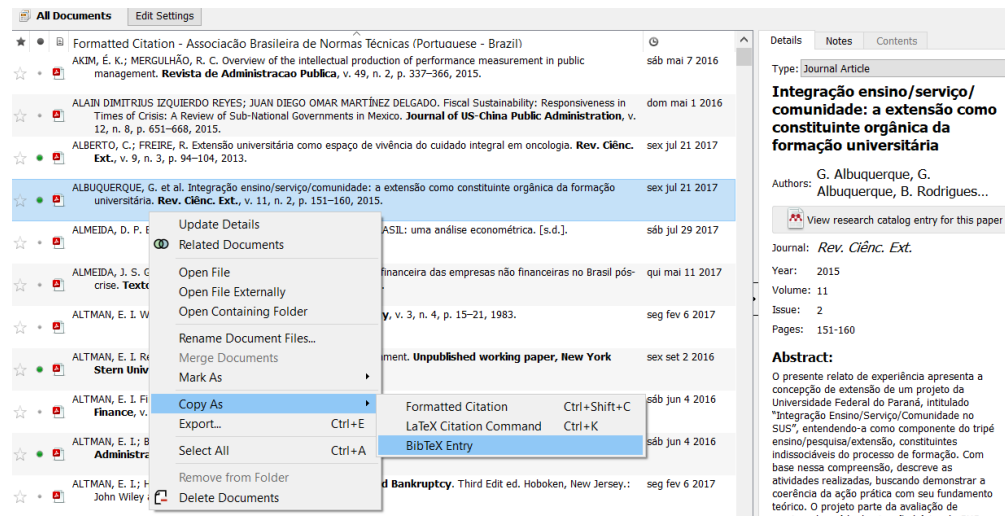 All Documents
Edit Settings
Formatted Citation - Associacão Brasileira de Normas Técnicas (Portuguese - Brazil)
AKIM, É. K.; MERGULHÃO, R. C. Overview of the intellectual production of performance measurement in public
management. Revista de Administracao Publica, v. 49, n. 2, p. 337–366, 2015.
sáb mai 7 2016
ALAIN DIMITRIUS IZQUIERDO REYES; JUAN DIEGO OMAR MARTÍNEZ DELGADO. Fiscal Sustainability: Responsiveness in
Times of Crisis: A Review of Sub-National Governments in Mexico. Journal of US-China Public Administration, v.
12, n. 8, p. 651–668, 2015.
dom mai 1 2016
ALBERTO, C.; FREIRE, R. Extensão universitária como espaço de vivência do cuidado integral em oncologia. Rev. Ciênc.
Ext., v. 9, n. 3, p. 94–104, 2013.
sex jul 21 2017
ALBUQUERQUE, G. et al. Integração ensino/serviço/comunidade: a extensão como constituinte orgânica da formação
universitária. Rev. Ciênc. Ext., v. 11, n. 2, p. 151–160, 2015.
sex jul 21 2017
ALMEIDA, D. P. E
ASIL: uma análise econométrica. [s.d.].
sáb jul 29 2017
ALMEIDA, J. S. G
financeira das empresas não financeiras no Brasil pós-
crise. Texto
qui mai 11 2017
ALTMAN, E. I. W
y, v. 3, n. 4, p. 15–21, 1983.
seg fev 6 2017
ALTMAN, E. I. Re
ment. Unpublished working paper, New York
Stern Univ
sex set 2 2016
ALTMAN, E. I. Fi
Finance, v.
sáb jun 4 2016
ALTMAN, E. I.; B
Administra
sáb jun 4 2016
ALTMAN, E. I.; H
d Bankruptcy. Third Edit ed. Hoboken, New Jersey.:
John Wiley
seg fev 6 2017
Update Details
Related Documents
Open File
Open File Externally
Open Containing Folder
Rename Document Files...
Merge Documents
Mark As
Copy As
Export... Ctrl+E
Select All Ctrl+A
Remove from Folder
Delete Documents
Formatted Citation Ctrl+Shift+C
LaTeX Citation Command Ctrl+K
BibTeX Entry
Details Notes Contents
Type: Journal Article
Integração ensino/serviço/
comunidade: a extensão como
constituinte orgânica da
formação universitária
Authors: G. Albuquerque, G.
Albuquerque, B. Rodrigues...
View research catalog entry for this paper
Journal: Rev. Ciênc. Ext.
Year: 2015
Volume: 11
Issue: 2
Pages: 151-160
Abstract:
O presente relato de experiência apresenta a
concepção de extensão de um projeto da
Universidade Federal do Paraná, intitulado
"Integração Ensino/Serviço/Comunidade no
SUS", entendendo-a como componente do tripé
ensino/pesquisa/extensão, constituintes
indissociáveis do processo de formação. Com
base nessa compreensão, descreve as
atividades realizadas, buscando demonstrar a
coerência da ação prática com seu fundamento
teórico. O projeto parte da avaliação de